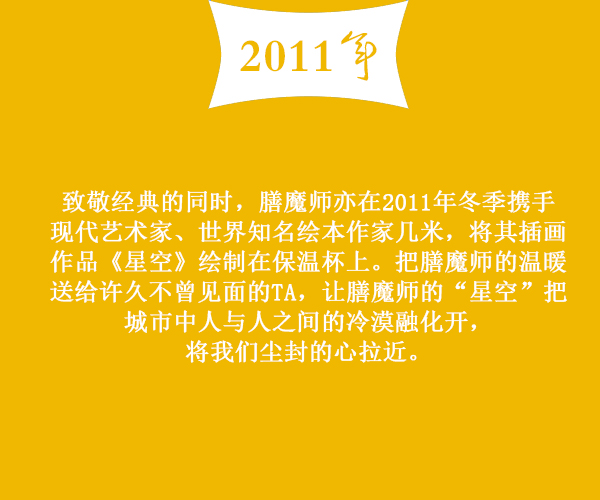 2011年
致敬经典的同时，膳魔师亦在2011年冬季携手
现代艺术家、世界知名绘本作家几米，将其插画
作品《星空》绘制在保温杯上。把膳魔师的温暖
送给许久不曾见面的TA，让膳魔师的“星空”把
城市中人与人之间的冷漠融化开，
将我们尘封的心拉近。